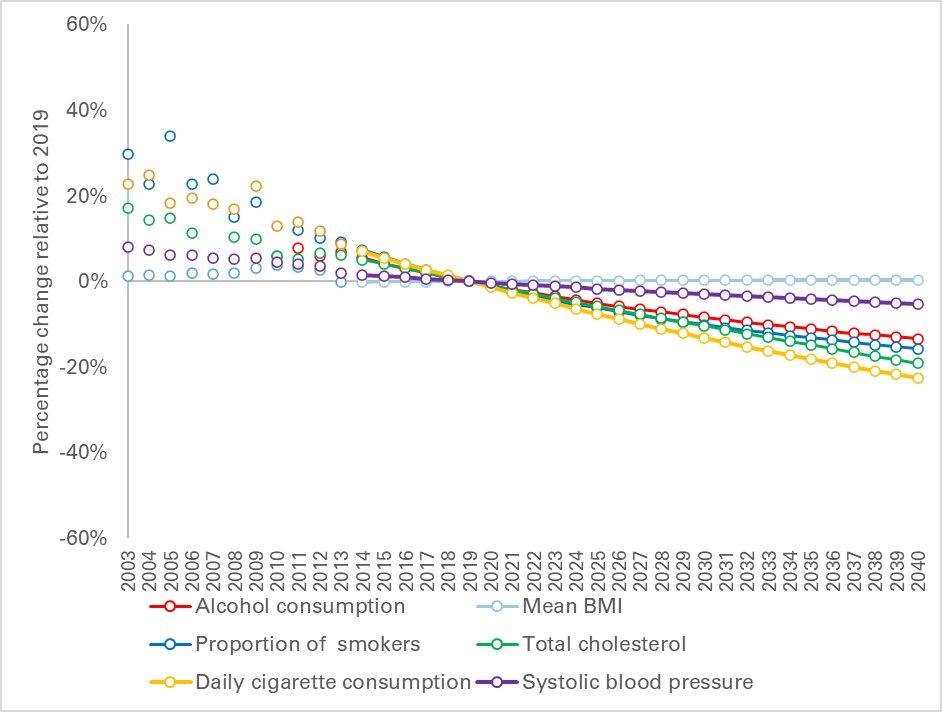 Percentage change relative to 2019
60%
40%
20%
0%
-20%
-40%
-60%
2003 2004 2005 2006 2007 2008 2009 2010 2011 2012 2013 2014 2015 2016 2017 2018 2019 2020 2021 2022 2023 2024 2025 2026 2027 2028 2029 2030 2031 2032 2033 2034 2035 2036 2037 2038 2039 2040
Alcohol consumption Mean BMI
Proportion of  smokers Total cholesterol
Daily cigarette consumption Systolic blood pressure